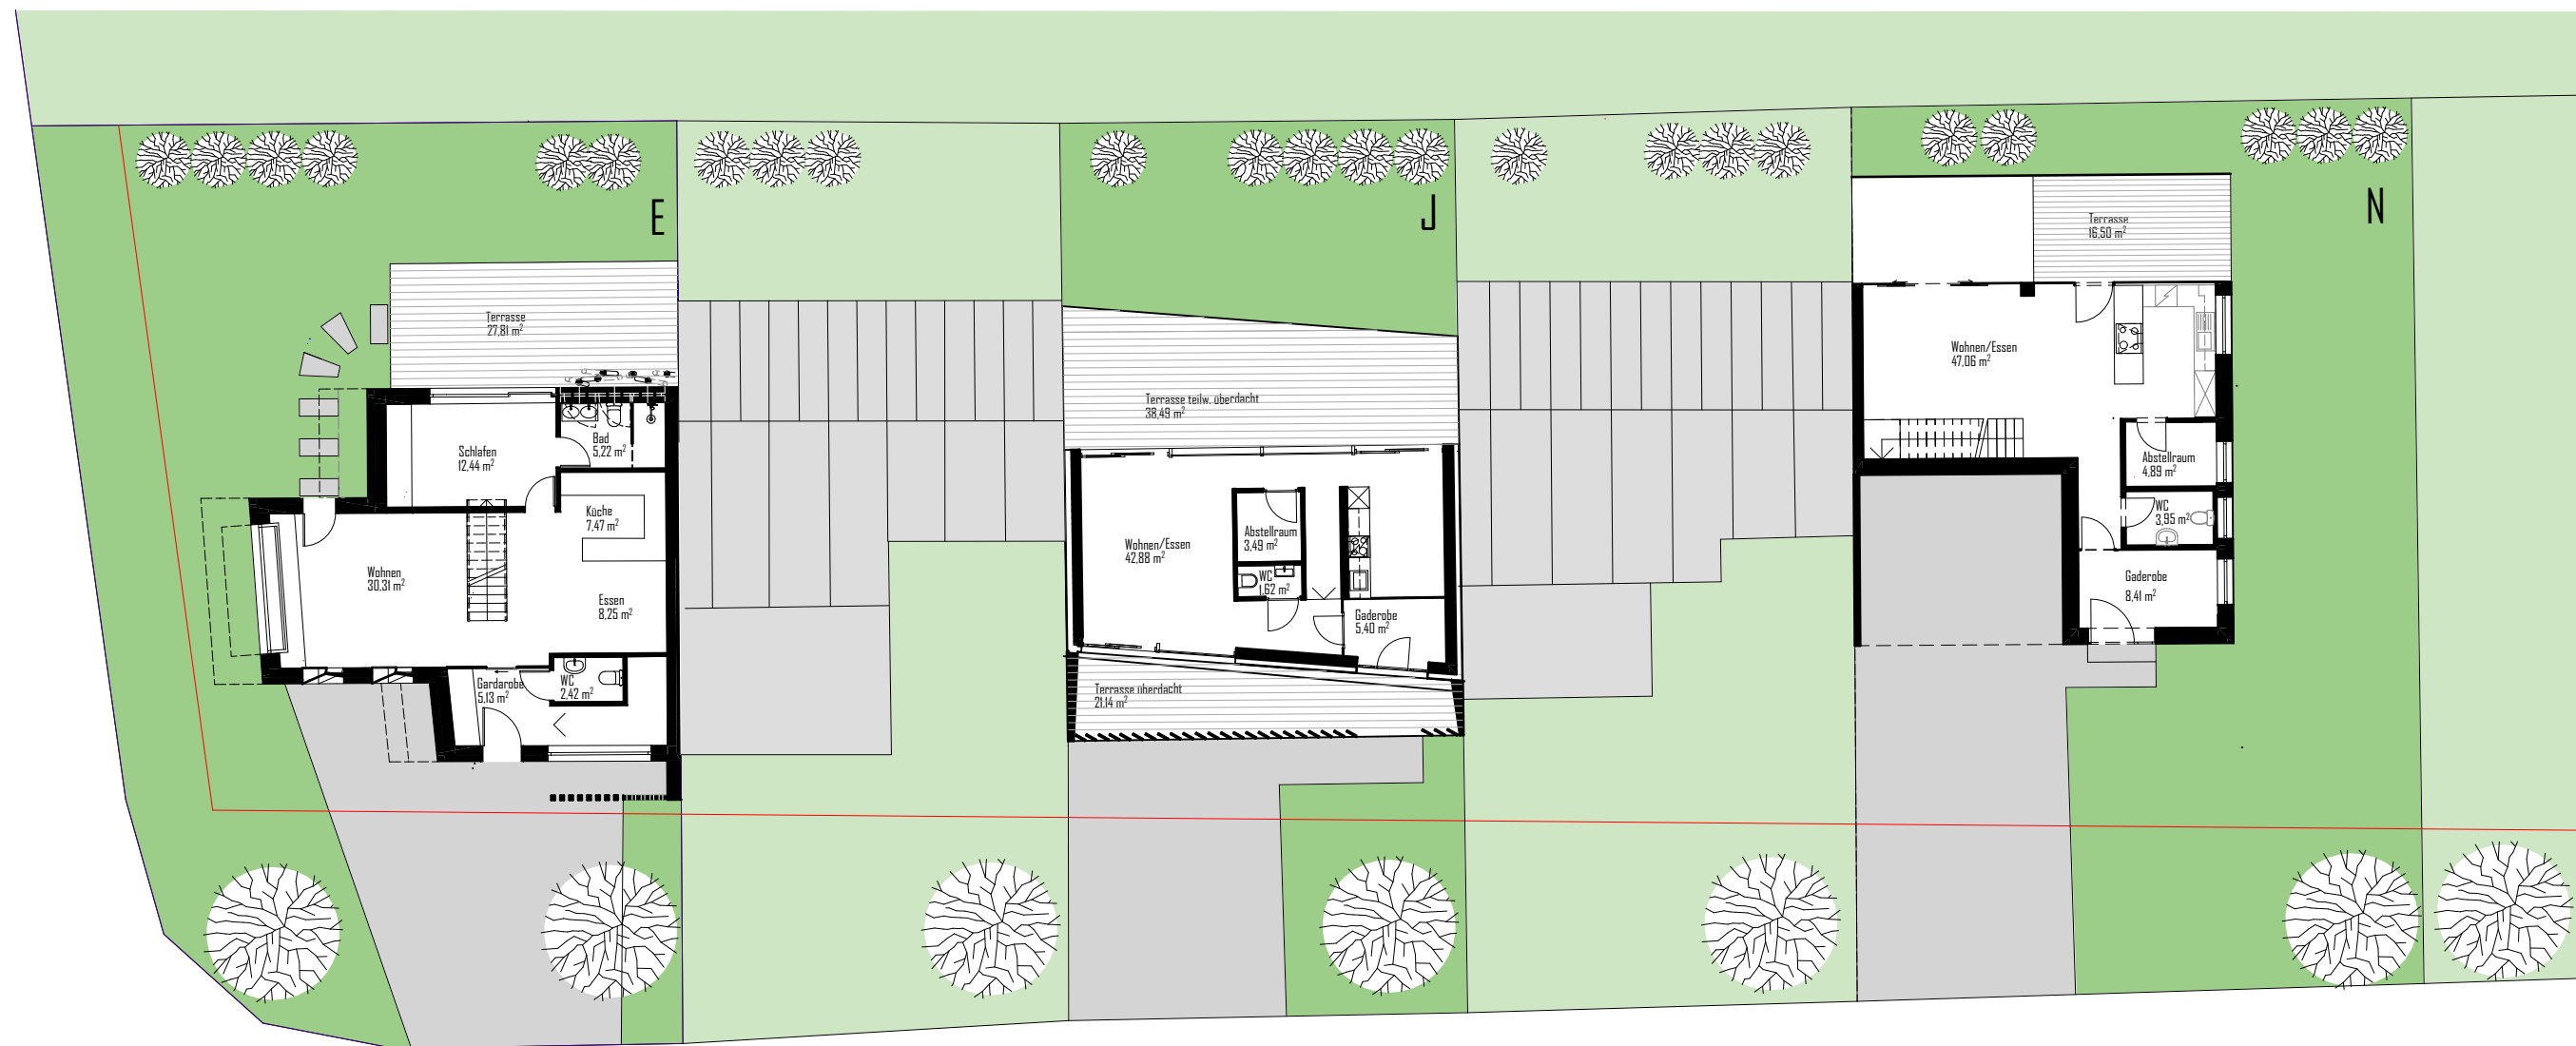 E
Terrasse
27,81 m²
Schlafen
12,44 m²
Bad
5,22 m²
Küche
7,47 m²
Wohnen
30,31 m²
Essen
8,25 m²
Gardarobe
5,13 m²
WC
2,42 m²
J
Terrasse teilw. überdacht
38,49 m²
Wohnen/Essen
42,88 m²
Abstellraum
3,49 m²
WC
1,62 m²
Gaderobe
5,40 m²
Terrasse überdacht
21,14 m²
N
Terrasse
16,50 m²
Wohnen/Essen
47,06 m²
Abstellraum
4,89 m²
WC
3,95 m²
Gaderobe
8,41 m²